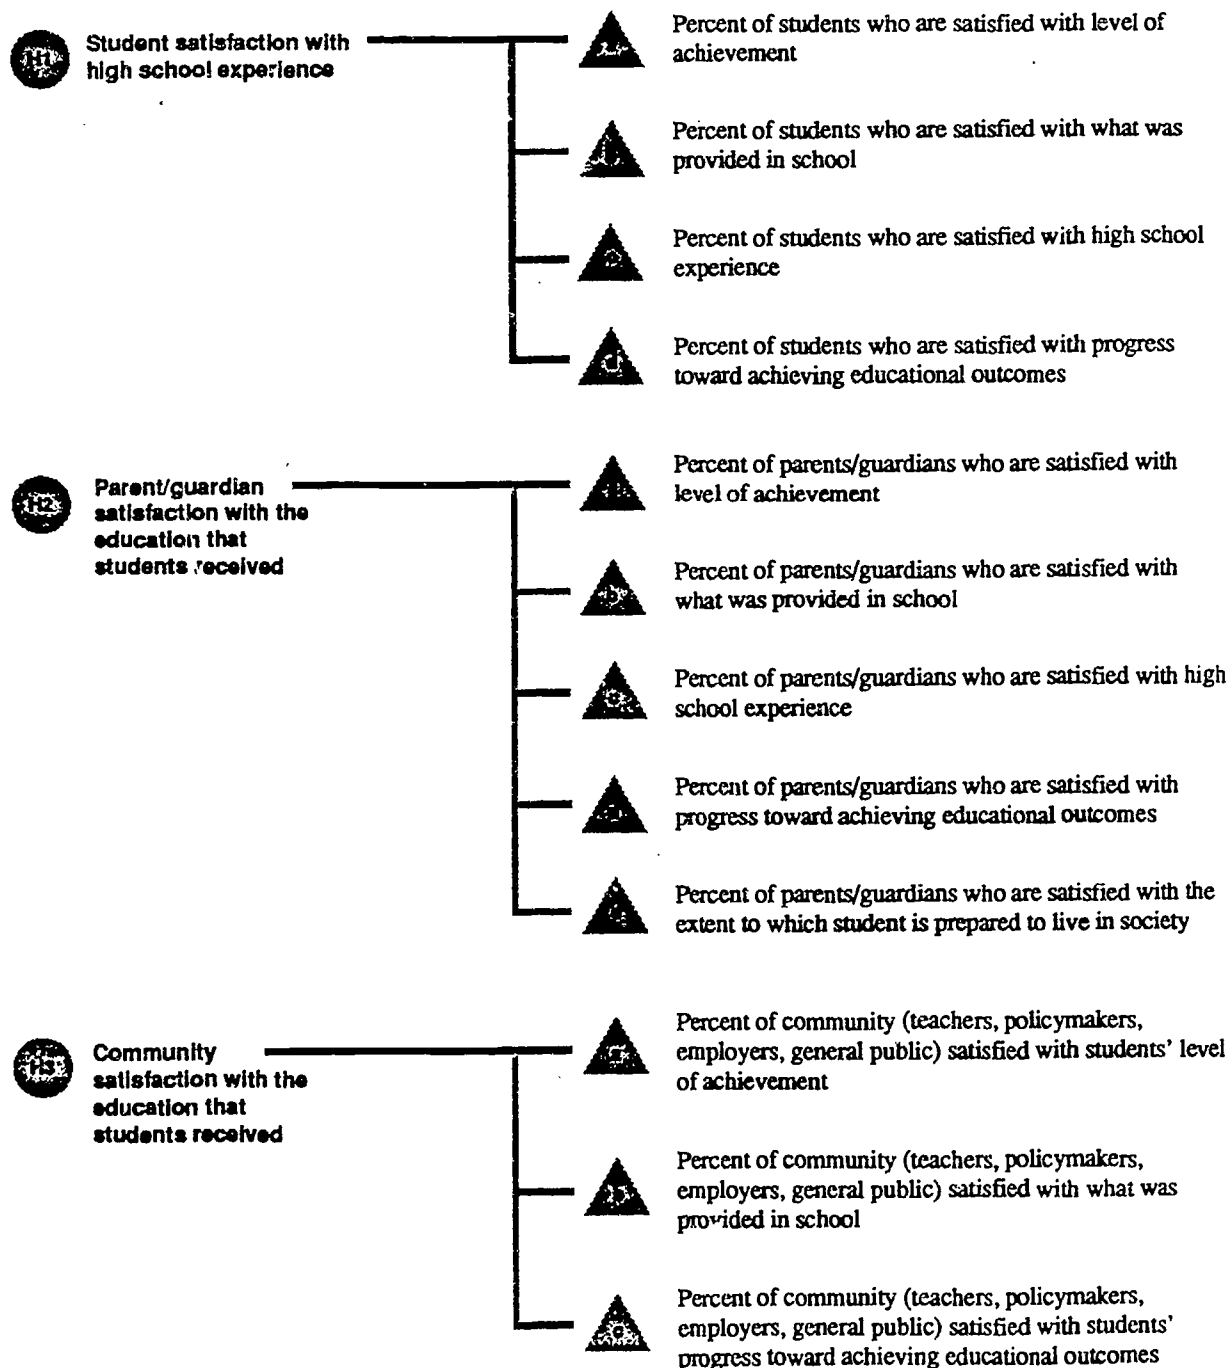 H1
Student satisfaction with
high school experience
Percent of students who are satisfied with level of
achievement
b
Percent of students who are satisfied with what was
provided in school
Percent of students who are satisfied with high school
experience
d
Percent of students who are satisfied with progress
toward achieving educational outcomes
H2
Parent/guardian
satisfaction with the
education that
students received
Percent of parents/guardians who are satisfied with
level of achievement
b
Percent of parents/guardians who are satisfied with
what was provided in school
Percent of parents/guardians who are satisfied with high
school experience
Percent of parents/guardians who are satisfied with
progress toward achieving educational outcomes
Percent of parents/guardians who are satisfied with the
extent to which student is prepared to live in society
H3
Community
satisfaction with the
education that
students received
Percent of community (teachers, policymakers,
employers, general public) satisfied with students' level
of achievement
b
Percent of community (teachers, policymakers,
employers, general public) satisfied with what was
provided in school
c
Percent of community (teachers, policymakers,
employers, general public) satisfied with students'
progress toward achieving educational outcomes